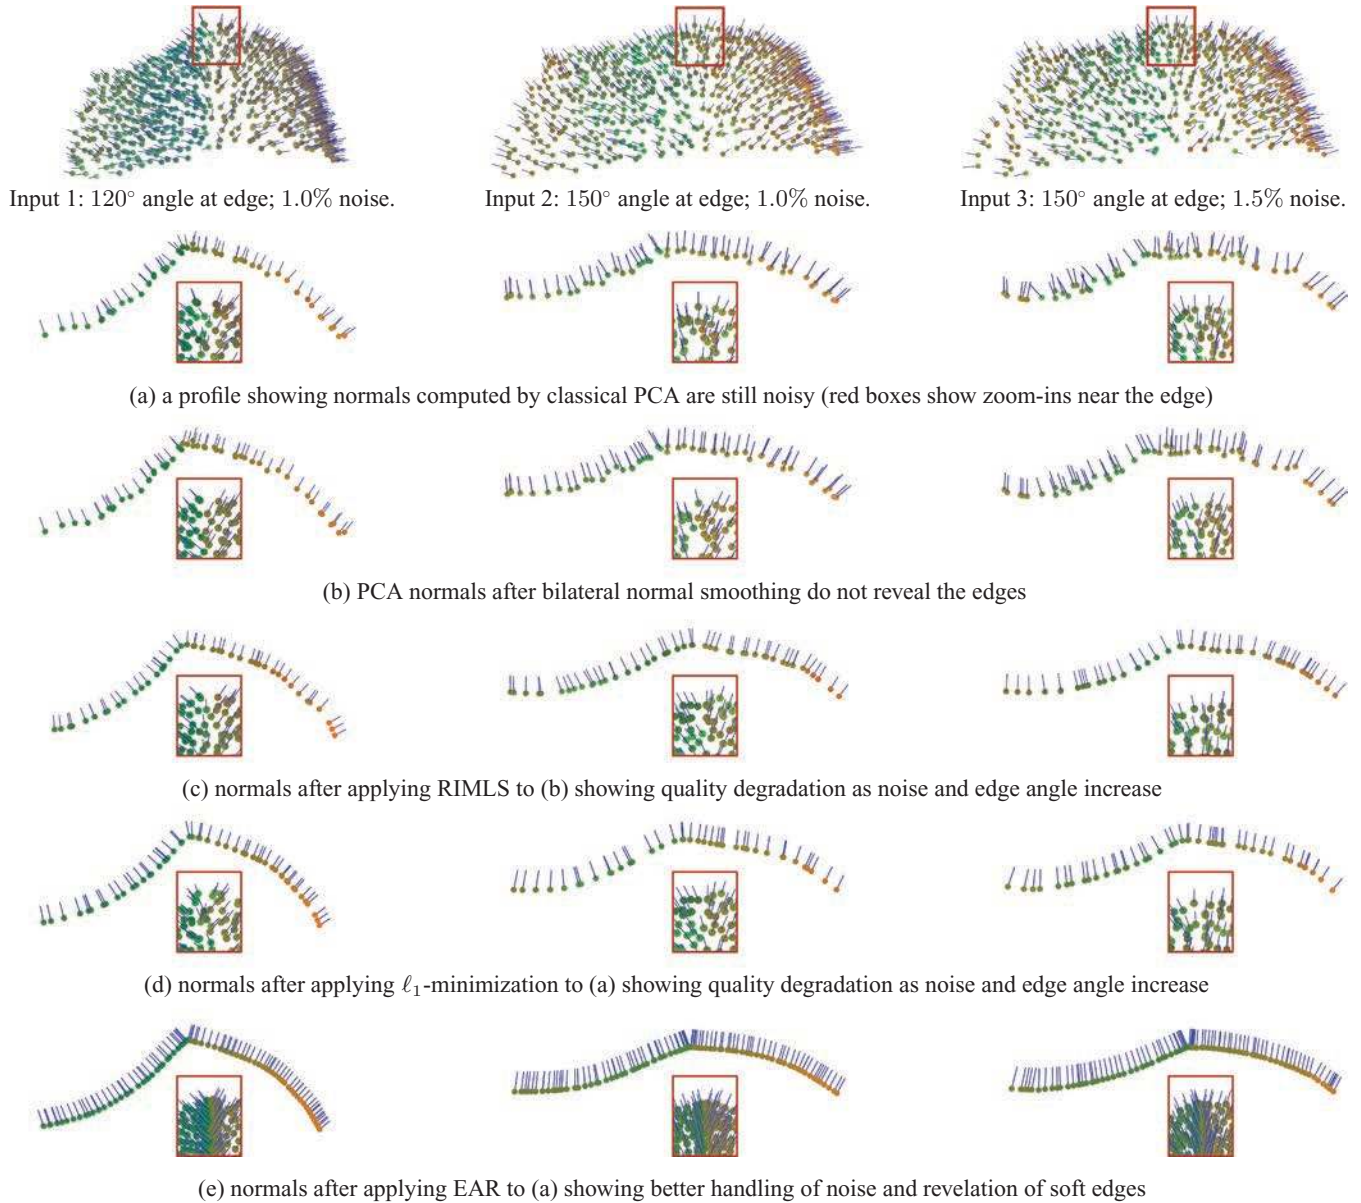 Input 1: 120° angle at edge; 1.0% noise.
Input 2: 150° angle at edge; 1.0% noise.
Input 3: 150° angle at edge; 1.5% noise.
(a) a profile showing normals computed by classical PCA are still noisy (red boxes show zoom-ins near the edge)
(b) PCA normals after bilateral normal smoothing do not reveal the edges
(c) normals after applying RIMLS to (b) showing quality degradation as noise and edge angle increase
(d) normals after applying ℓ₁-minimization to (a) showing quality degradation as noise and edge angle increase
(e) normals after applying EAR to (a) showing better handling of noise and revelation of soft edges